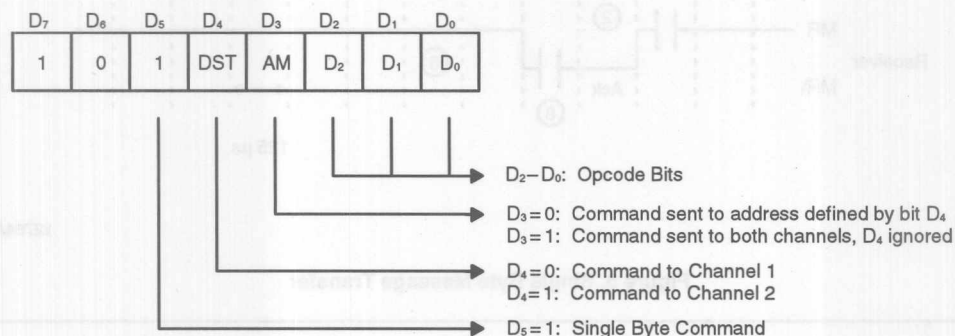 D₇ D₆ D₅ D₄ D₃ D₂ D₁ D₀
1 0 1 DST AM D₂ D₁ D₀
D₂–D₀: Opcode Bits
D₃=0: Command sent to address defined by bit D₄
D₃=1: Command sent to both channels, D₄ ignored
D₄=0: Command to Channel 1
D₄=1: Command to Channel 2
D₅=1: Single Byte Command